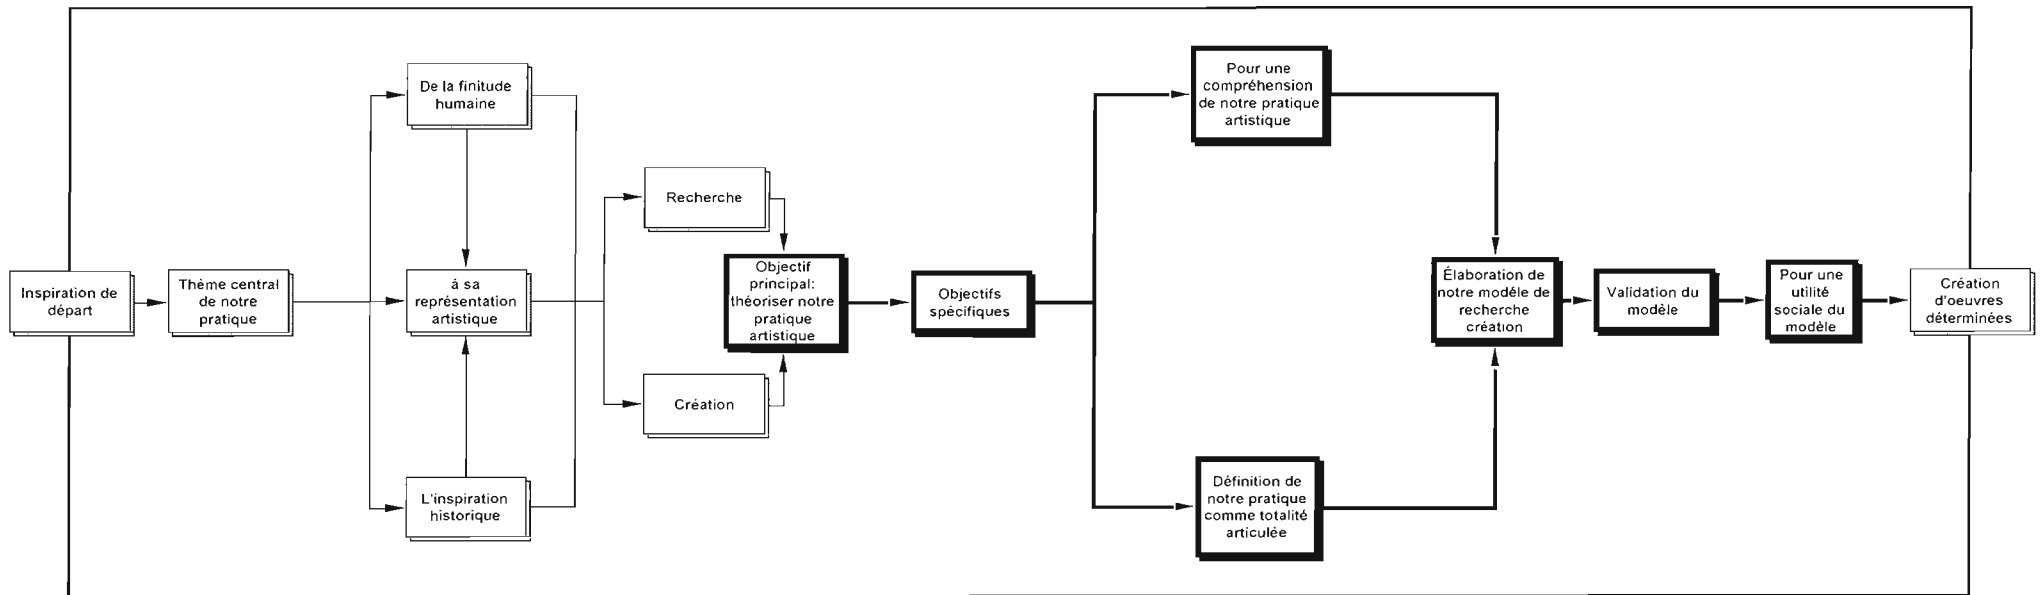 Inspiration de
départ
Thème central
de notre
pratique
De la finitude
humaine
à sa
représentation
artistique
L'inspiration
historique
Recherche
Création
Objectif
principal:
théoriser notre
pratique
artistique
Objectifs
spécifiques
Pour une
compréhension
de notre pratique
artistique
Définition de
notre pratique
comme totalité
articulée
Élaboration de
notre modéle de
recherche
création
Validation du
modèle
Pour une
utilité
sociale du
modèle
Création
d'oeuvres
déterminées